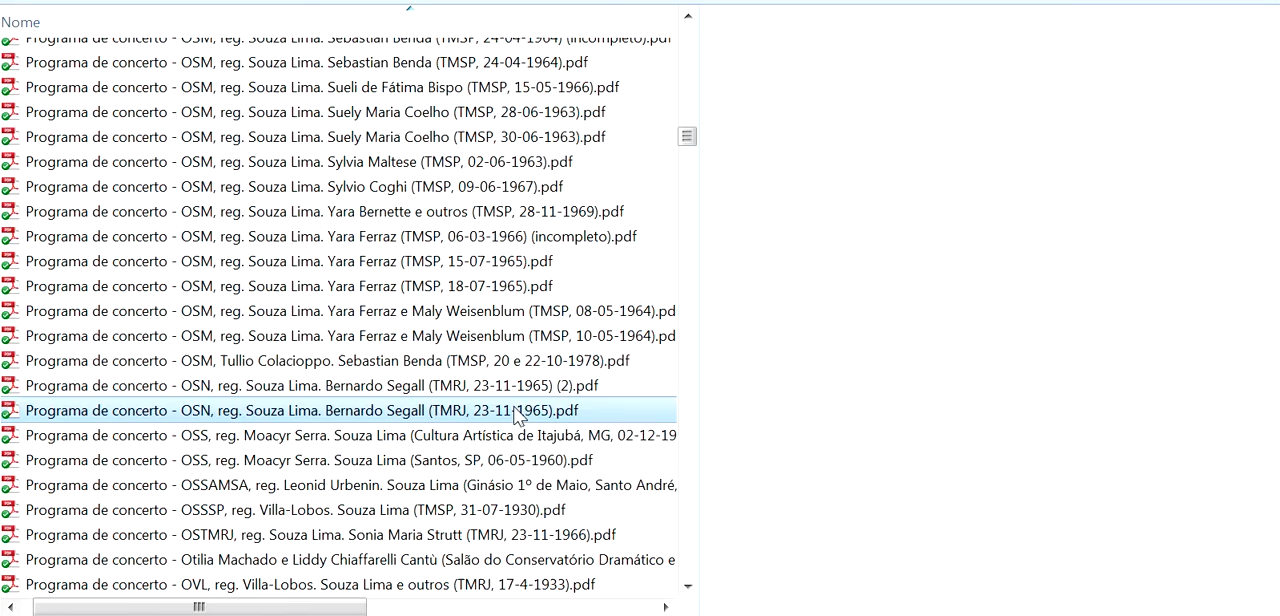 Nome
Programa de concerto - OSM, reg. Souza Lima. Sebastian Benda (TMSP, 24-04-1964) (incompleto).pdf
Programa de concerto - OSM, reg. Souza Lima. Sebastian Benda (TMSP, 24-04-1964).pdf
Programa de concerto - OSM, reg. Souza Lima. Sueli de Fátima Bispo (TMSP, 15-05-1966).pdf
Programa de concerto - OSM, reg. Souza Lima. Suely Maria Coelho (TMSP, 28-06-1963).pdf
Programa de concerto - OSM, reg. Souza Lima. Suely Maria Coelho (TMSP, 30-06-1963).pdf
Programa de concerto - OSM, reg. Souza Lima. Sylvia Maltese (TMSP, 02-06-1963).pdf
Programa de concerto - OSM, reg. Souza Lima. Sylvio Coghi (TMSP, 09-06-1967).pdf
Programa de concerto - OSM, reg. Souza Lima. Yara Bernette e outros (TMSP, 28-11-1969).pdf
Programa de concerto - OSM, reg. Souza Lima. Yara Ferraz (TMSP, 06-03-1966) (incompleto).pdf
Programa de concerto - OSM, reg. Souza Lima. Yara Ferraz (TMSP, 15-07-1965).pdf
Programa de concerto - OSM, reg. Souza Lima. Yara Ferraz (TMSP, 18-07-1965).pdf
Programa de concerto - OSM, reg. Souza Lima. Yara Ferraz e Maly Weisenblum (TMSP, 08-05-1964).pd
Programa de concerto - OSM, reg. Souza Lima. Yara Ferraz e Maly Weisenblum (TMSP, 10-05-1964).pd
Programa de concerto - OSM, Tullio Colacioppo. Sebastian Benda (TMSP, 20 e 22-10-1978).pdf
Programa de concerto - OSN, reg. Souza Lima. Bernardo Segall (TMRJ, 23-11-1965) (2).pdf
Programa de concerto - OSN, reg. Souza Lima. Bernardo Segall (TMRJ, 23-11-1965).pdf
Programa de concerto - OSS, reg. Moacyr Serra. Souza Lima (Cultura Artística de Itajubá, MG, 02-12-19
Programa de concerto - OSS, reg. Moacyr Serra. Souza Lima (Santos, SP, 06-05-1960).pdf
Programa de concerto - OSSAMSA, reg. Leonid Urbenin. Souza Lima (Ginásio 1º de Maio, Santo André,
Programa de concerto - OSSSP, reg. Villa-Lobos. Souza Lima (TMSP, 31-07-1930).pdf
Programa de concerto - OSTMRJ, reg. Souza Lima. Sonia Maria Strutt (TMRJ, 23-11-1966).pdf
Programa de concerto - Otilia Machado e Liddy Chiaffarelli Cantù (Salão do Conservatório Dramático e
Programa de concerto - OVL, reg. Villa-Lobos. Souza Lima e outros (TMRJ, 17-4-1933).pdf